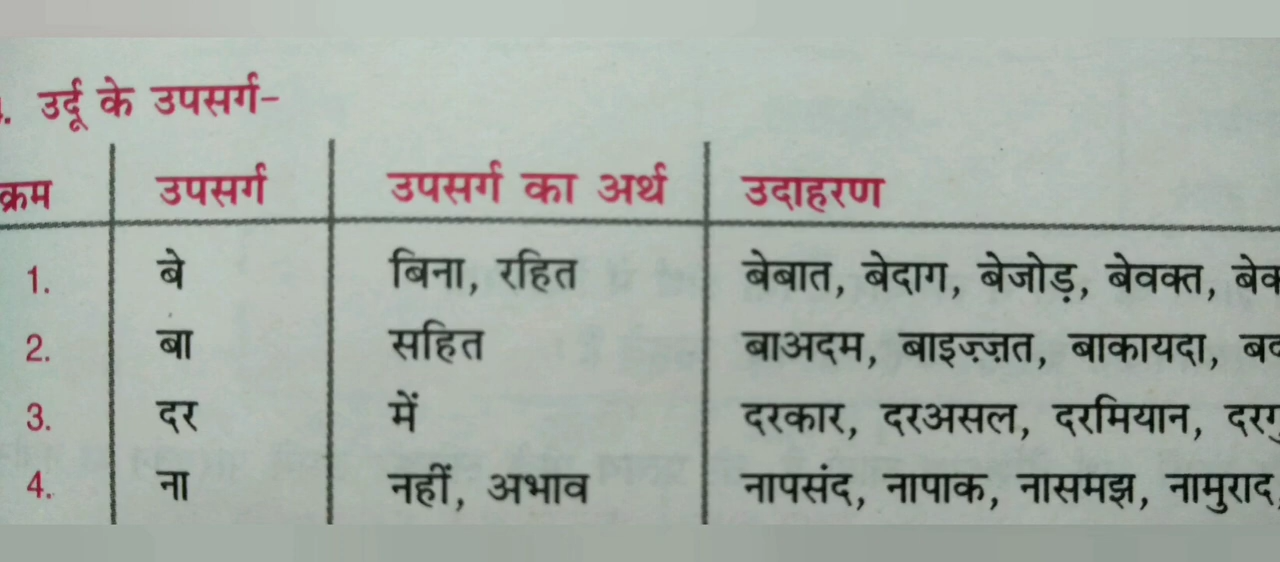 . उर्दू के उपसर्ग-
क्रम उपसर्ग उपसर्ग का अर्थ उदाहरण
1. बे बिना, रहित बेबात, बेदाग, बेजोड़, बेवक्त,
2. बा सहित बाअदम, बाइज़्ज़त, बाकायदा,
3. दर में दरकार, दरअसल, दरमियान,
4. ना नहीं, अभाव नापसंद, नापाक, नासमझ, नामुराद,